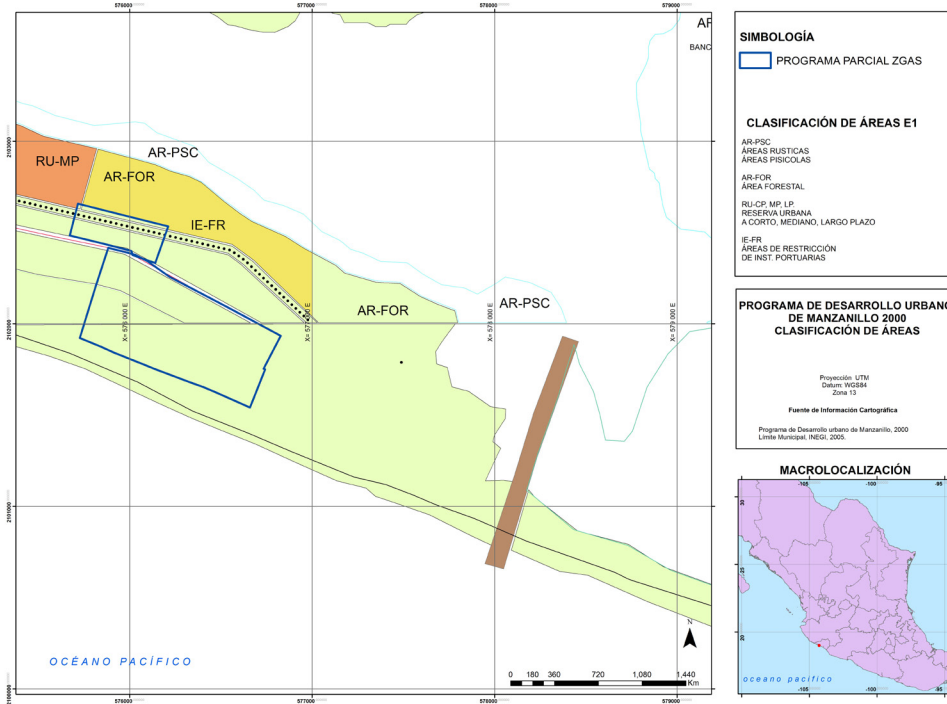 576000
577000
578000
579000
AR
BANC
2103000
RU-MP
AR-PSC
AR-FOR
IE-FR
AR-FOR
AR-PSC
2102000
X= 577 000 E
X= 579 000 E
2101000
2100000
OCÉANO PACÍFICO
N
0 180 360 720 1,080 1,440
Km
SIMBOLOGÍA
PROGRAMA PARCIAL ZGAS
CLASIFICACIÓN DE ÁREAS E1
AR-PSC
ÁREAS RUSTICAS
ÁREAS PISICOLAS
AR-FOR
ÁREA FORESTAL
RU-CP, MP, LP.
RESERVA URBANA
A CORTO, MEDIANO, LARGO PLAZO
IE-FR
ÁREAS DE RESTRICCIÓN
DE INST. PORTUARIAS
PROGRAMA DE DESARROLLO URBANO
DE MANZANILLO 2000
CLASIFICACIÓN DE ÁREAS
Proyección UTM
Datum: WGS84
Zona 13
Fuente de Información Cartográfica
Programa de Desarrollo urbano de Manzanillo, 2000
Límite Municipal, INEGI, 2005.
MACROLOCALIZACIÓN
-105
-100
-95
30
25
20
oceano pacífico
-105
-100
-95